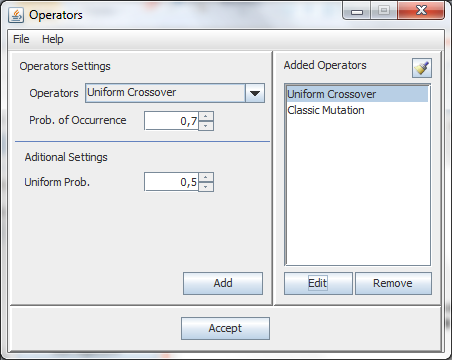 Operators
File Help
Operators Settings
Operators Uniform Crossover
Prob. of Occurrence 0,7
Aditional Settings
Uniform Prob. 0,5
Add
Added Operators
Uniform Crossover
Classic Mutation
Edit Remove
Accept